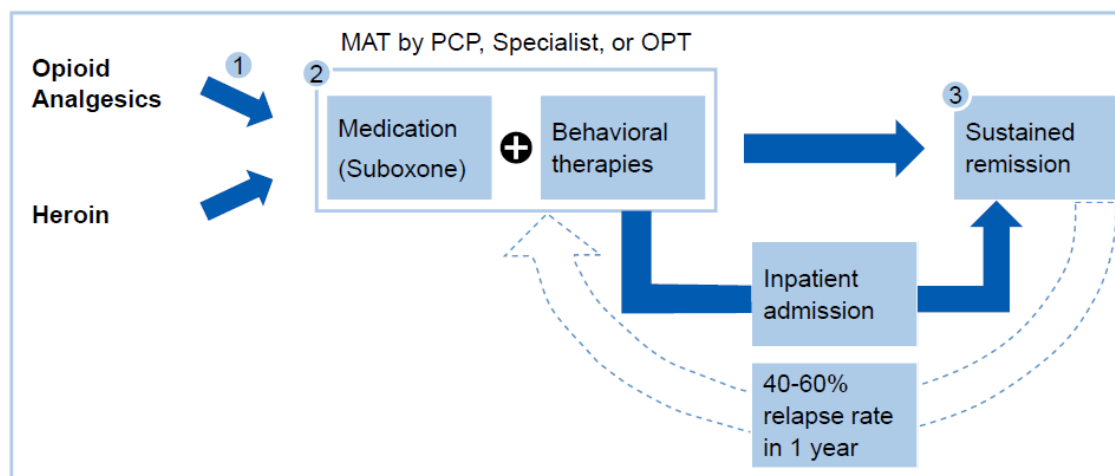 MAT by PCP, Specialist, or OPT
Opioid
Analgesics
1
Heroin
2
Medication
(Suboxone)
+
Behavioral
therapies
3
Sustained
remission
Inpatient
admission
40-60%
relapse rate
in 1 year